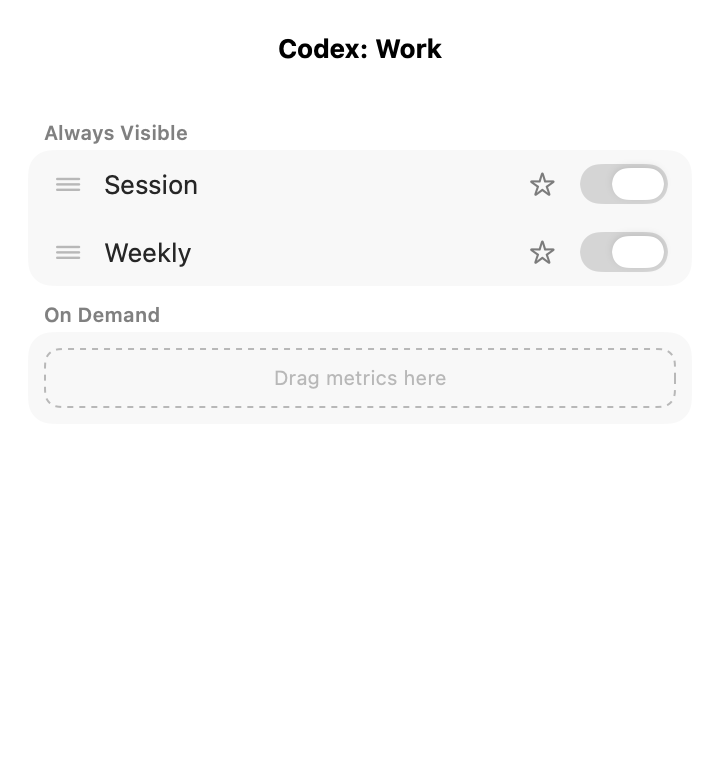 Codex: Work
Always Visible
Session
Weekly
On Demand
Drag metrics here